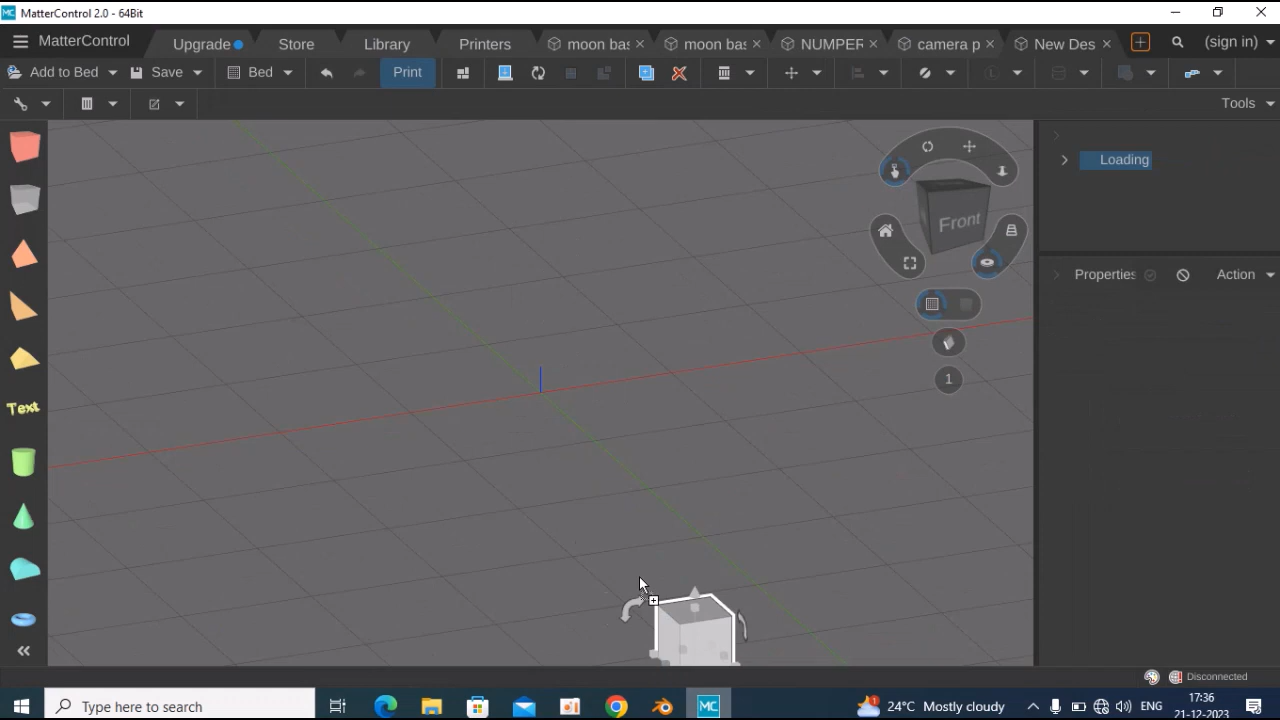 MatterControl 2.0 - 64Bit
MatterControl
Upgrade
Store
Library
Printers
moon bas
moon bas
NUMPER
camera p
New Des
(sign in)
Add to Bed
Save
Bed
Print
Tools
Loading
Front
Properties
Action
1
Text
Disconnected
Type here to search
24°C Mostly cloudy
ENG
17:36
21-12-2023